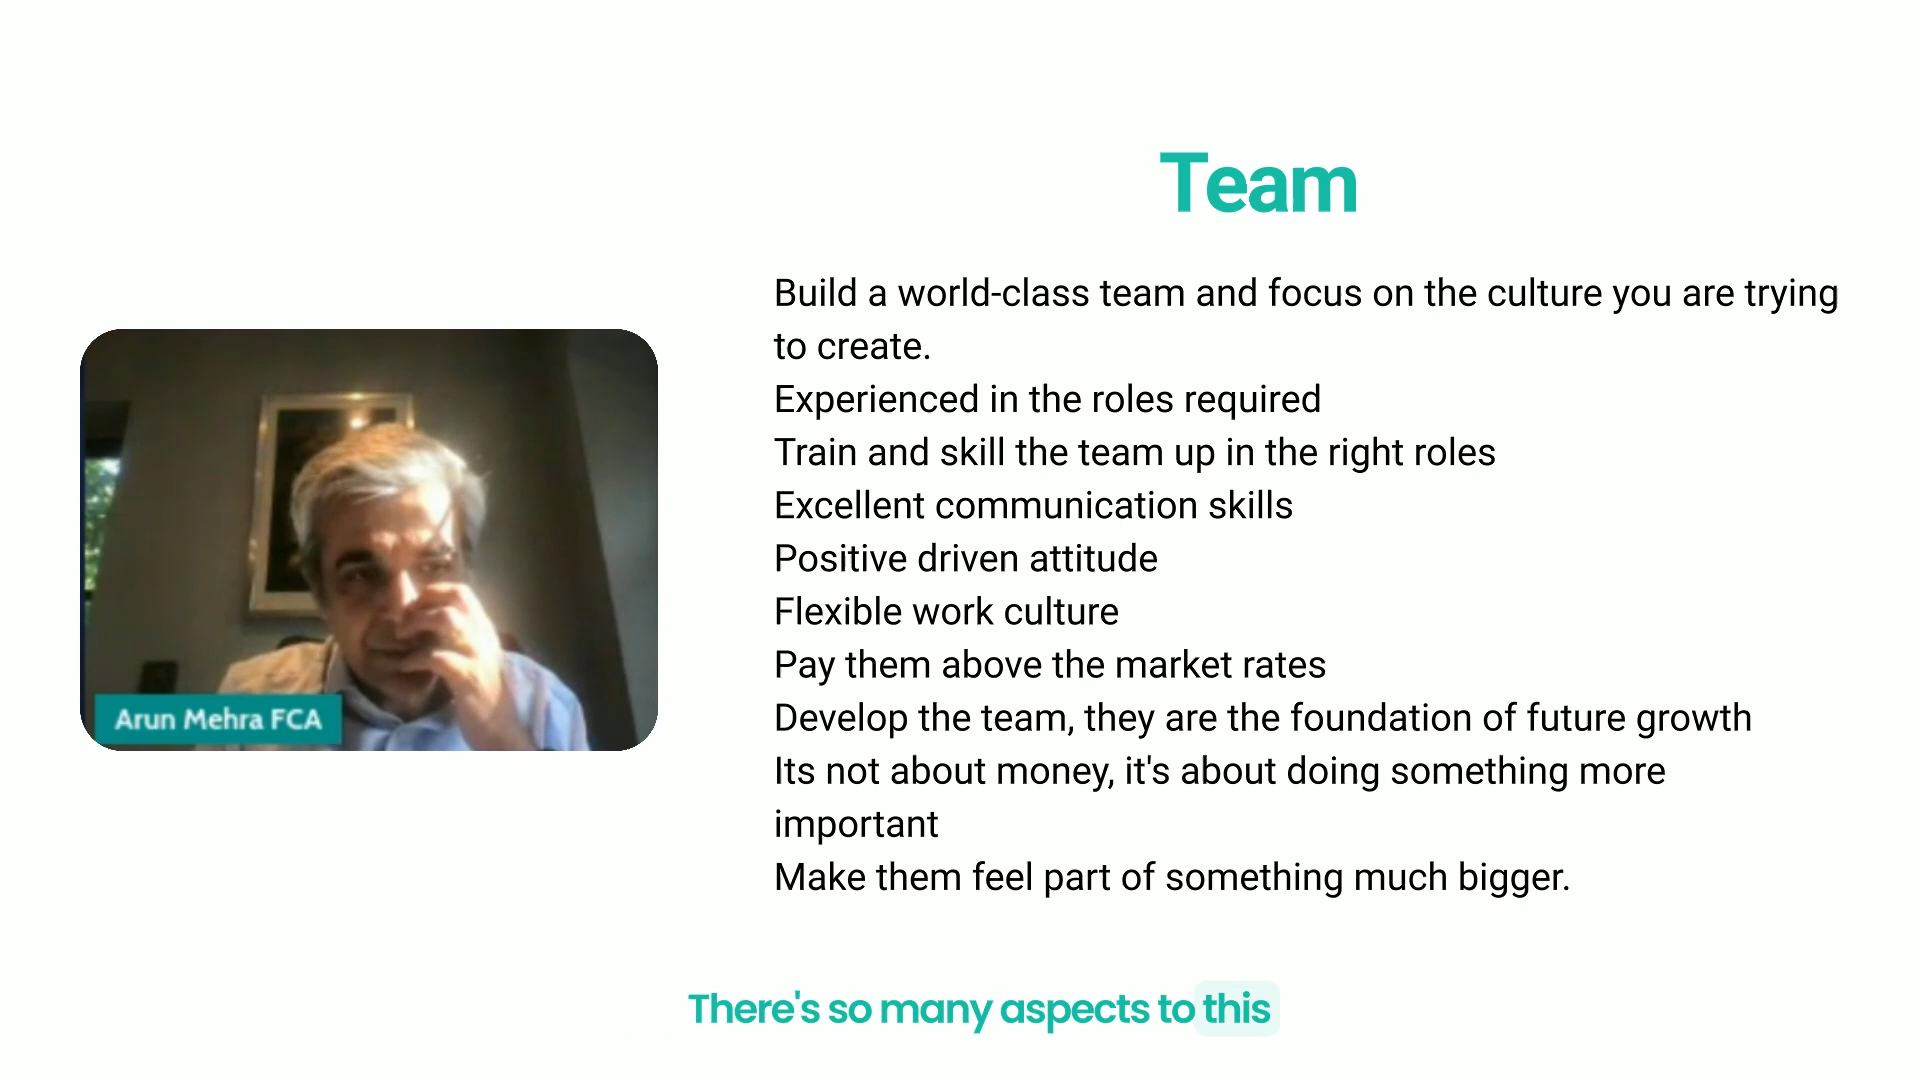 Team
Build a world-class team and focus on the culture you are trying
to create.
Experienced in the roles required
Train and skill the team up in the right roles
Excellent communication skills
Positive driven attitude
Flexible work culture
Pay them above the market rates
Develop the team, they are the foundation of future growth
Its not about money, it's about doing something more
important
Make them feel part of something much bigger.
Arun Mehra FCA
There's so many aspects to this